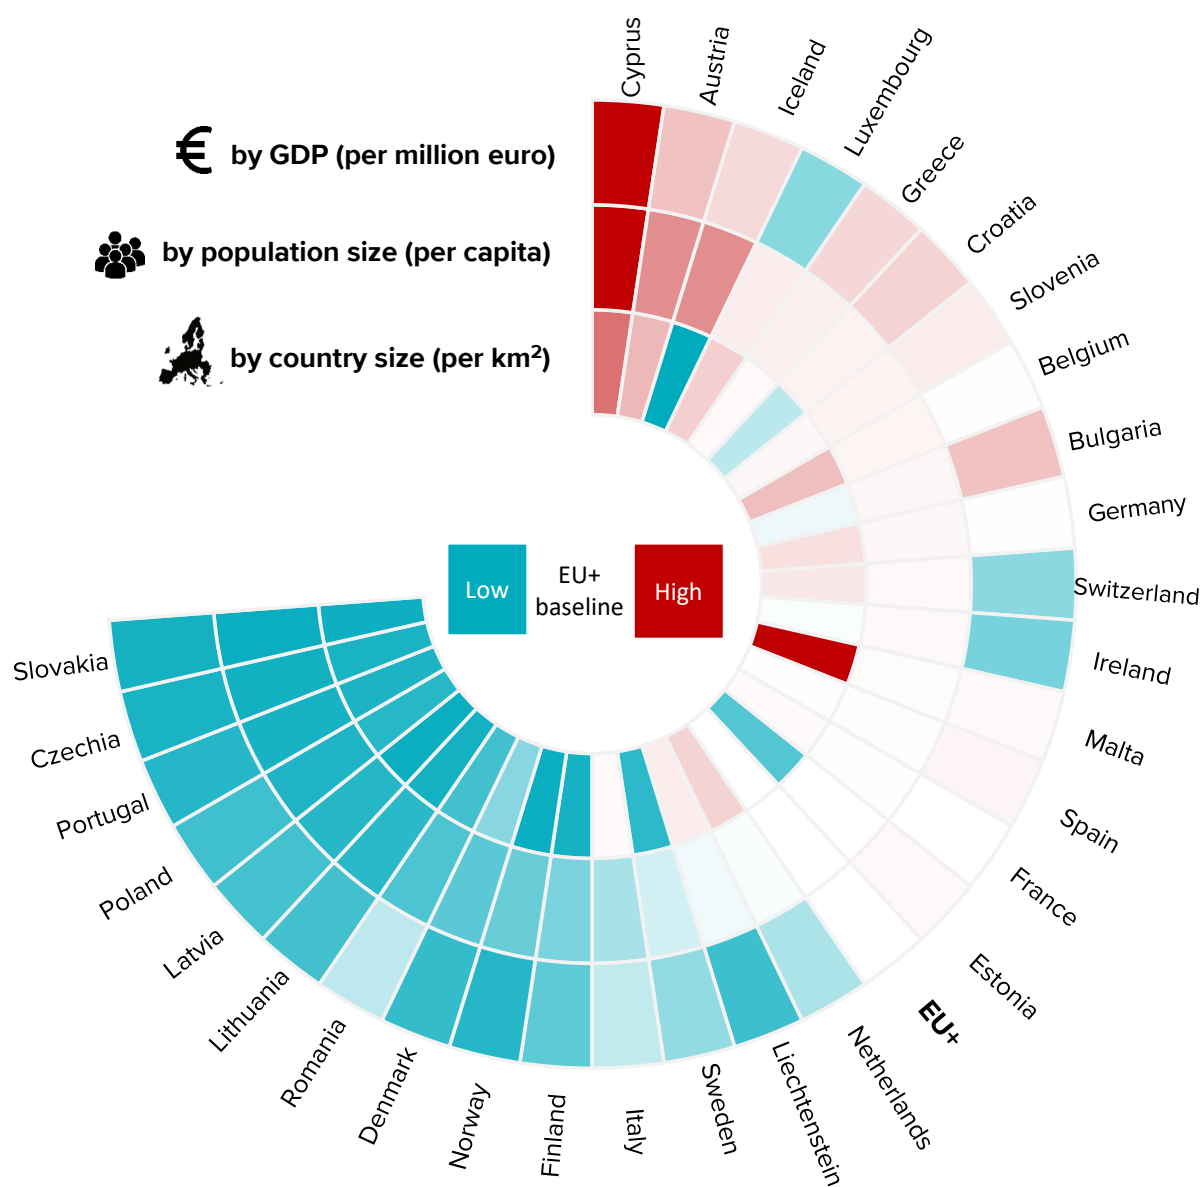 by GDP (per million euro)
by population size (per capita)
by country size (per km²)
Low
EU+
baseline
High
Cyprus
Austria
Iceland
Luxembourg
Greece
Croatia
Slovenia
Belgium
Bulgaria
Germany
Switzerland
Ireland
Malta
Spain
France
Estonia
EU+
Netherlands
Liechtenstein
Sweden
Italy
Finland
Norway
Denmark
Romania
Lithuania
Latvia
Poland
Portugal
Czechia
Slovakia